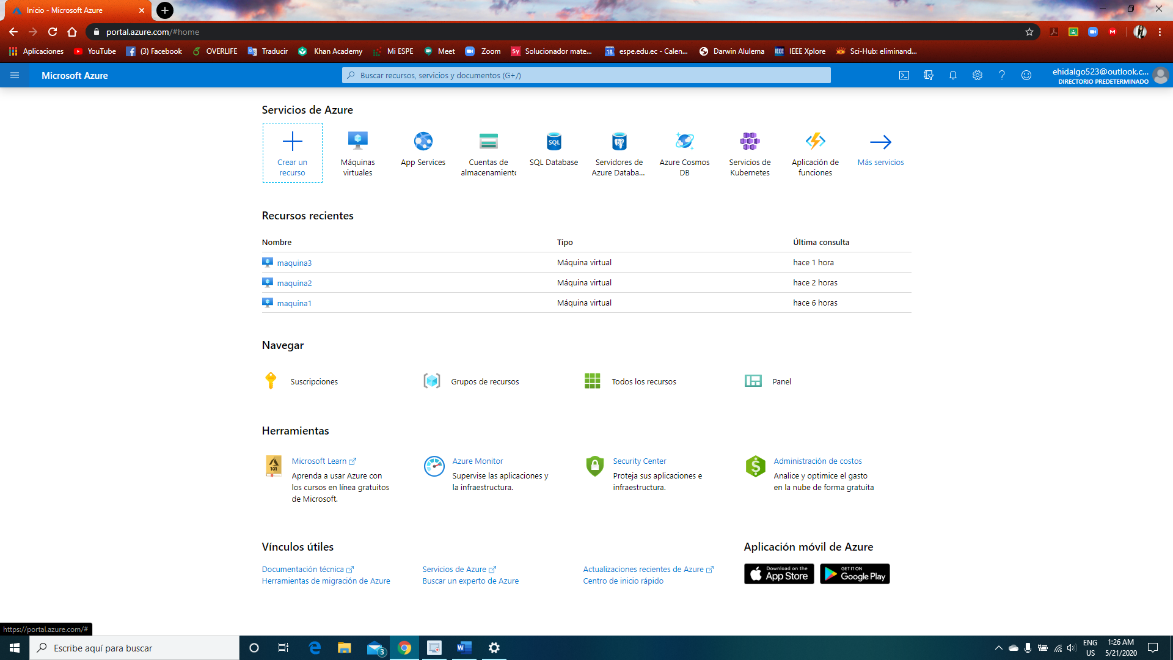 Inicio - Microsoft Azure
portal.azure.com/#home
Aplicaciones YouTube (3) Facebook OVERLIFE Traducir Khan Academy Mi ESPE Meet Zoom Solucionador mate... espe.edu.ec - Calen... Darwin Alulema IEEE Xplore Sci-Hub: eliminand...
Microsoft Azure
Buscar recursos, servicios y documentos (G+/)
ehidalgo523@outlook.c...
DIRECTORIO PREDETERMINADO
Servicios de Azure
Crear un recurso
Máquinas virtuales
App Services
Cuentas de almacenamiento
SQL Database
Servidores de Azure Databa...
Azure Cosmos DB
Servicios de Kubernetes
Aplicación de funciones
Más servicios
Recursos recientes
Nombre Tipo Última consulta
maquina3 Máquina virtual hace 1 hora
maquina2 Máquina virtual hace 2 horas
maquina1 Máquina virtual hace 6 horas
Navegar
Suscripciones Grupos de recursos Todos los recursos Panel
Herramientas
Microsoft Learn
Aprenda a usar Azure con
los cursos en línea gratuitos
de Microsoft.
Azure Monitor
Supervise las aplicaciones y
la infraestructura.
Security Center
Proteja sus aplicaciones e
infraestructura.
Administración de costos
Analice y optimice el gasto
en la nube de forma gratuita
Vínculos útiles
Documentación técnica Servicios de Azure Actualizaciones recientes de Azure
Herramientas de migración de Azure Buscar un experto de Azure Centro de inicio rápido
Aplicación móvil de Azure
Download on the
App Store
GET IT ON
Google Play
https://portal.azure.com/#
Escribe aquí para buscar
3
ENG
US
1:26 AM
5/21/2020